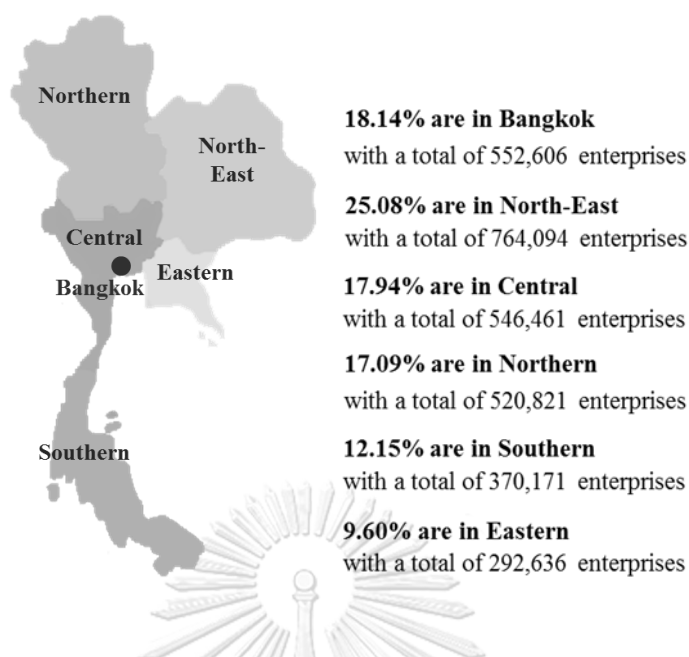 Northern
North-
East
Central
Eastern
Bangkok
Southern
18.14% are in Bangkok
with a total of 552,606 enterprises
25.08% are in North-East
with a total of 764,094 enterprises
17.94% are in Central
with a total of 546,461 enterprises
17.09% are in Northern
with a total of 520,821 enterprises
12.15% are in Southern
with a total of 370,171 enterprises
9.60% are in Eastern
with a total of 292,636 enterprises